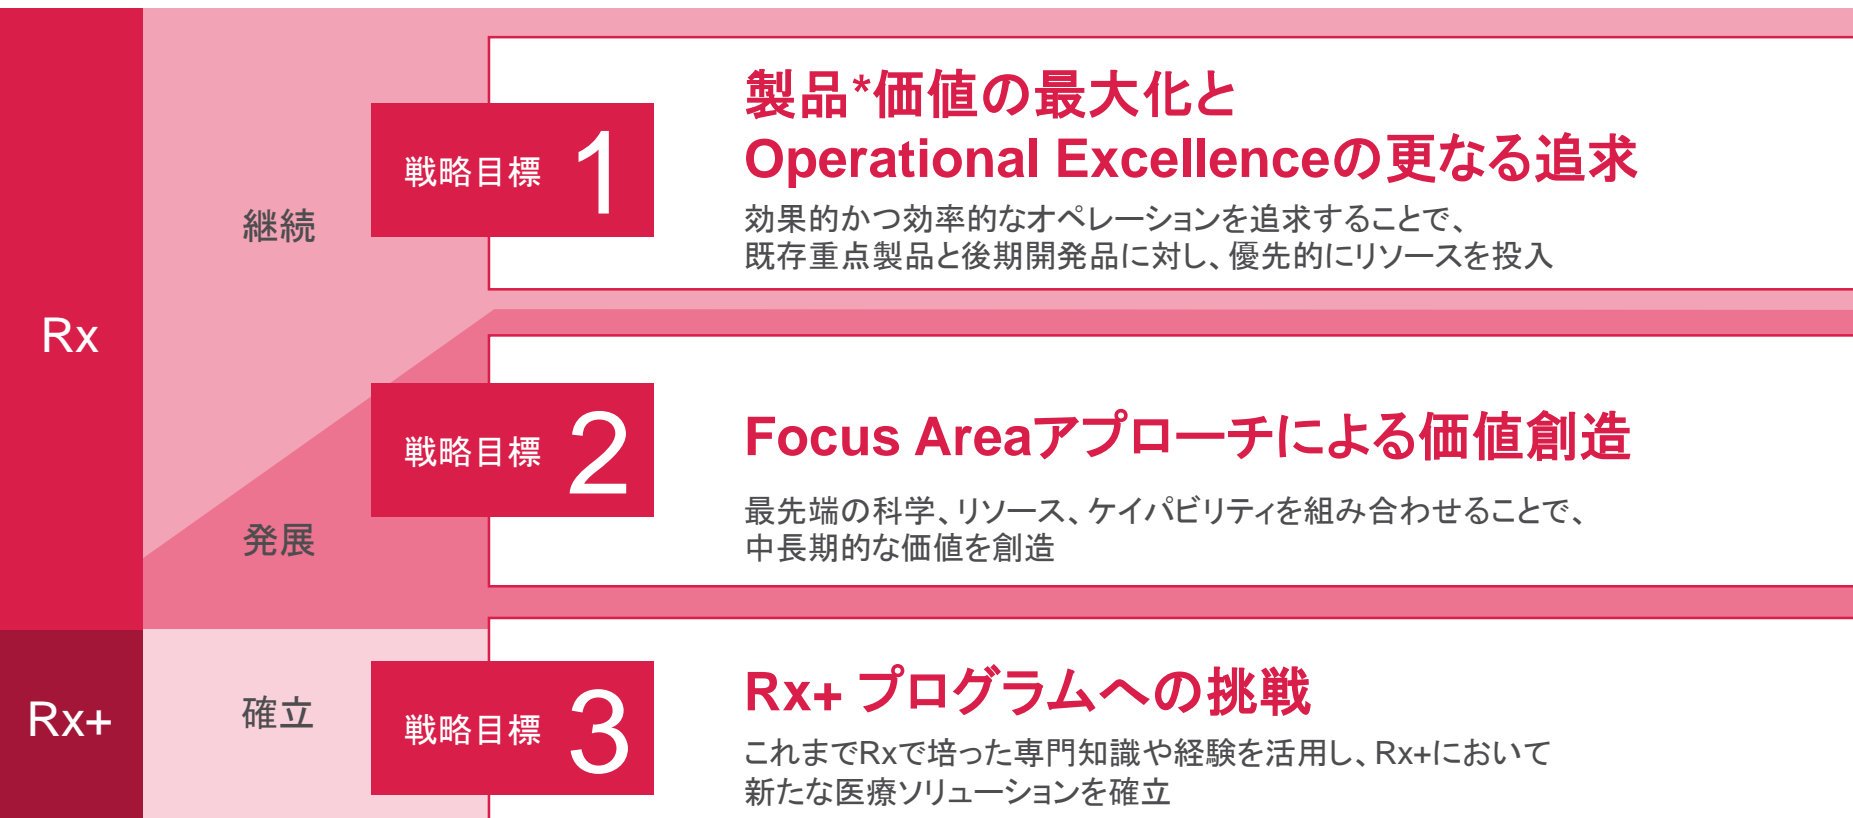 Rx
継続
戦略目標 1
製品*価値の最大化と
Operational Excellenceの更なる追求
効果的かつ効率的なオペレーションを追求することで、
既存重点製品と後期開発品に対し、優先的にリソースを投入
発展
戦略目標 2
Focus Areaアプローチによる価値創造
最先端の科学、リソース、ケイパビリティを組み合わせることで、
中長期的な価値を創造
Rx+
確立
戦略目標 3
Rx+ プログラムへの挑戦
これまでRxで培った専門知識や経験を活用し、Rx+において
新たな医療ソリューションを確立